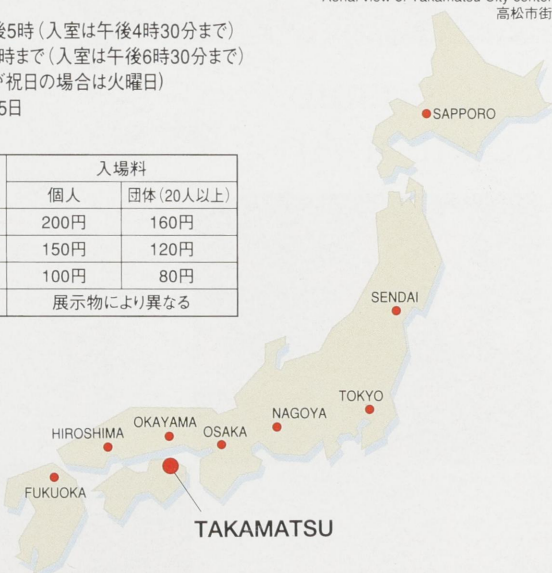 Aerial view of Takamatsu City center
高松市街
後5時（入室は午後4時30分まで）
時まで（入室は午後6時30分まで）
が祝日の場合は火曜日）
5日
入場料
個人 団体（20人以上）
200円 160円
150円 120円
100円 80円
展示物により異なる
SAPPORO
SENDAI
TOKYO
NAGOYA
OKAYAMA
HIROSHIMA
OSAKA
FUKUOKA
TAKAMATSU